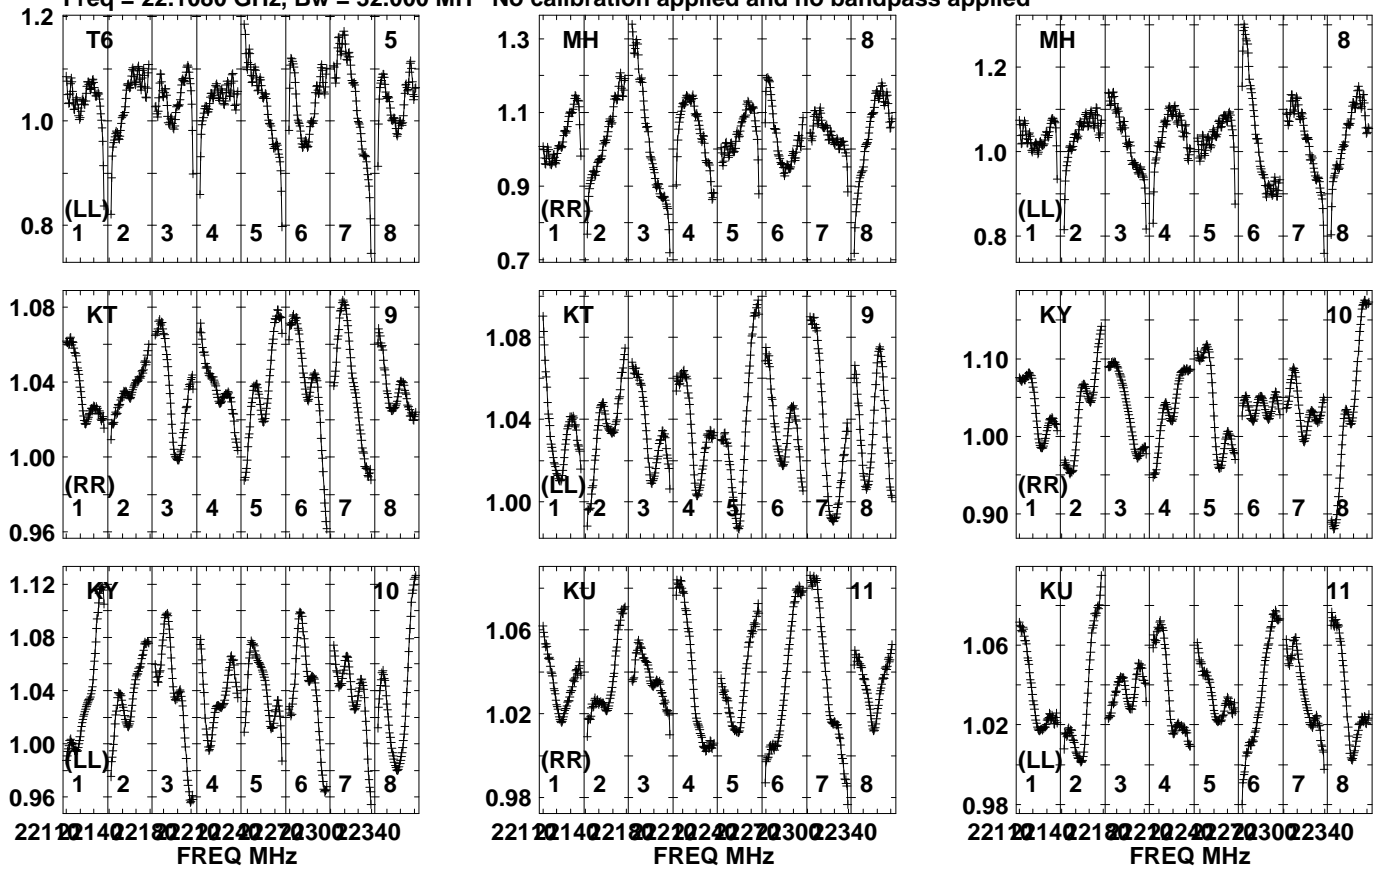 Freq = 22.1080 GHz, Bw = 32.000 MH No calibration applied and no bandpass applied
T6 5
1.2
1.0
0.8
(LL)
1 2 3 4 5 6 7 8
MH 8
1.3
1.1
0.9
0.7
(RR)
1 2 3 4 5 6 7 8
MH 8
1.2
1.0
0.8
(LL)
1 2 3 4 5 6 7 8
KT 9
1.08
1.04
1.00
0.96
(RR)
1 2 3 4 5 6 7 8
KT 9
1.08
1.04
1.00
(LL)
1 2 3 4 5 6 7 8
KY 10
1.10
1.00
0.90
(RR)
1 2 3 4 5 6 7 8
KY 10
1.12
1.08
1.04
1.00
0.96
(LL)
1 2 3 4 5 6 7 8
KU 11
1.06
1.02
0.98
(RR)
1 2 3 4 5 6 7 8
KU 11
1.06
1.02
0.98
(LL)
1 2 3 4 5 6 7 8
FREQ MHz
FREQ MHz
FREQ MHz